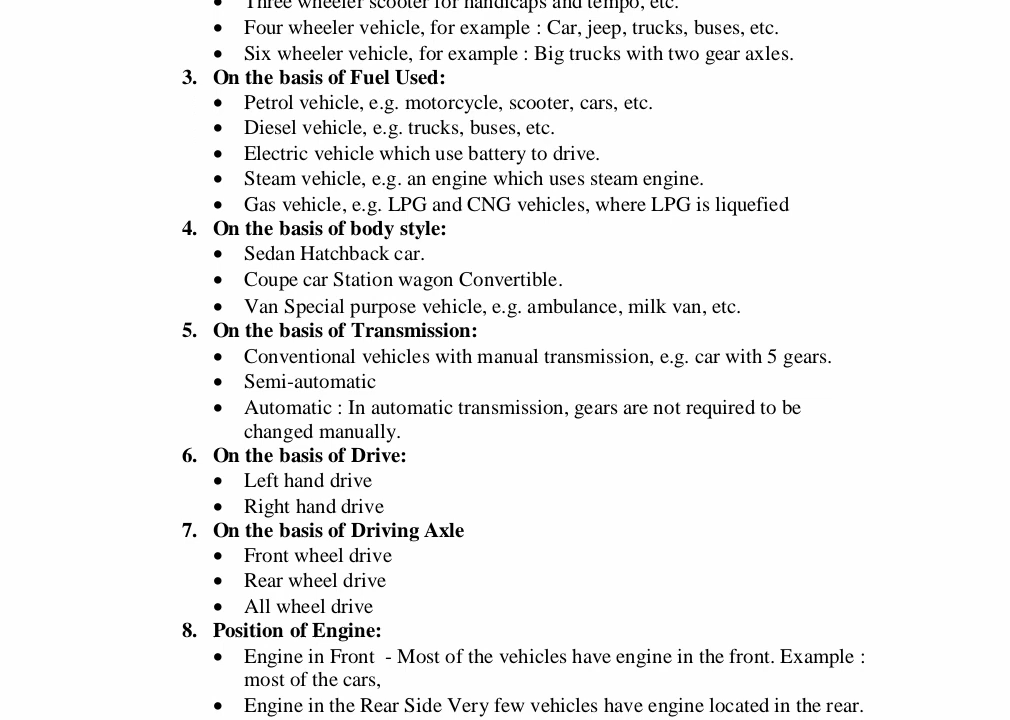 • Three wheeler scooter for handicaps and tempo, etc.
• Four wheeler vehicle, for example : Car, jeep, trucks, buses, etc.
• Six wheeler vehicle, for example : Big trucks with two gear axles.
3. On the basis of Fuel Used:
• Petrol vehicle, e.g. motorcycle, scooter, cars, etc.
• Diesel vehicle, e.g. trucks, buses, etc.
• Electric vehicle which use battery to drive.
• Steam vehicle, e.g. an engine which uses steam engine.
• Gas vehicle, e.g. LPG and CNG vehicles, where LPG is liquefied
4. On the basis of body style:
• Sedan Hatchback car.
• Coupe car Station wagon Convertible.
• Van Special purpose vehicle, e.g. ambulance, milk van, etc.
5. On the basis of Transmission:
• Conventional vehicles with manual transmission, e.g. car with 5 gears.
• Semi-automatic
• Automatic : In automatic transmission, gears are not required to be
changed manually.
6. On the basis of Drive:
• Left hand drive
• Right hand drive
7. On the basis of Driving Axle
• Front wheel drive
• Rear wheel drive
• All wheel drive
8. Position of Engine:
• Engine in Front - Most of the vehicles have engine in the front. Example :
most of the cars,
• Engine in the Rear Side Very few vehicles have engine located in the rear.